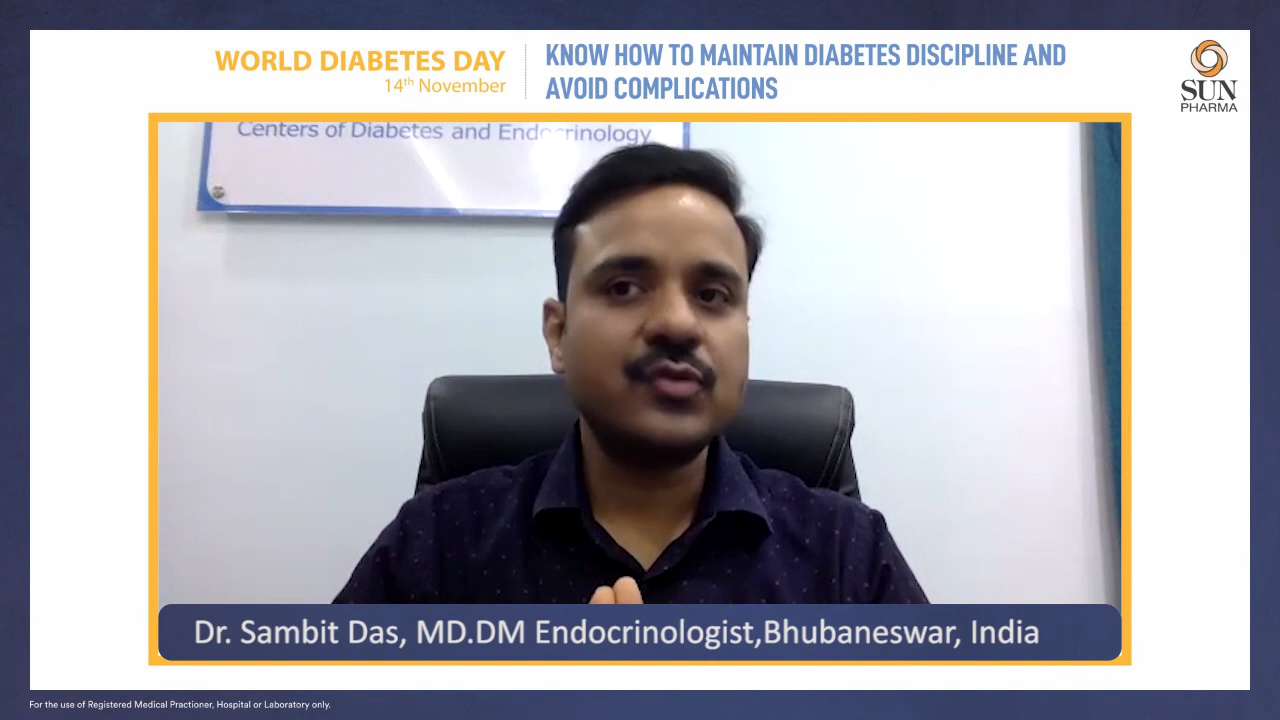 WORLD DIABETES DAY
14th November
KNOW HOW TO MAINTAIN DIABETES DISCIPLINE AND
AVOID COMPLICATIONS
SUN
PHARMA
Centers of Diabetes and Endocrinology
Dr. Sambit Das, MD.DM Endocrinologist,Bhubaneswar, India
For the use of Registered Medical Practioner, Hospital or Laboratory only.